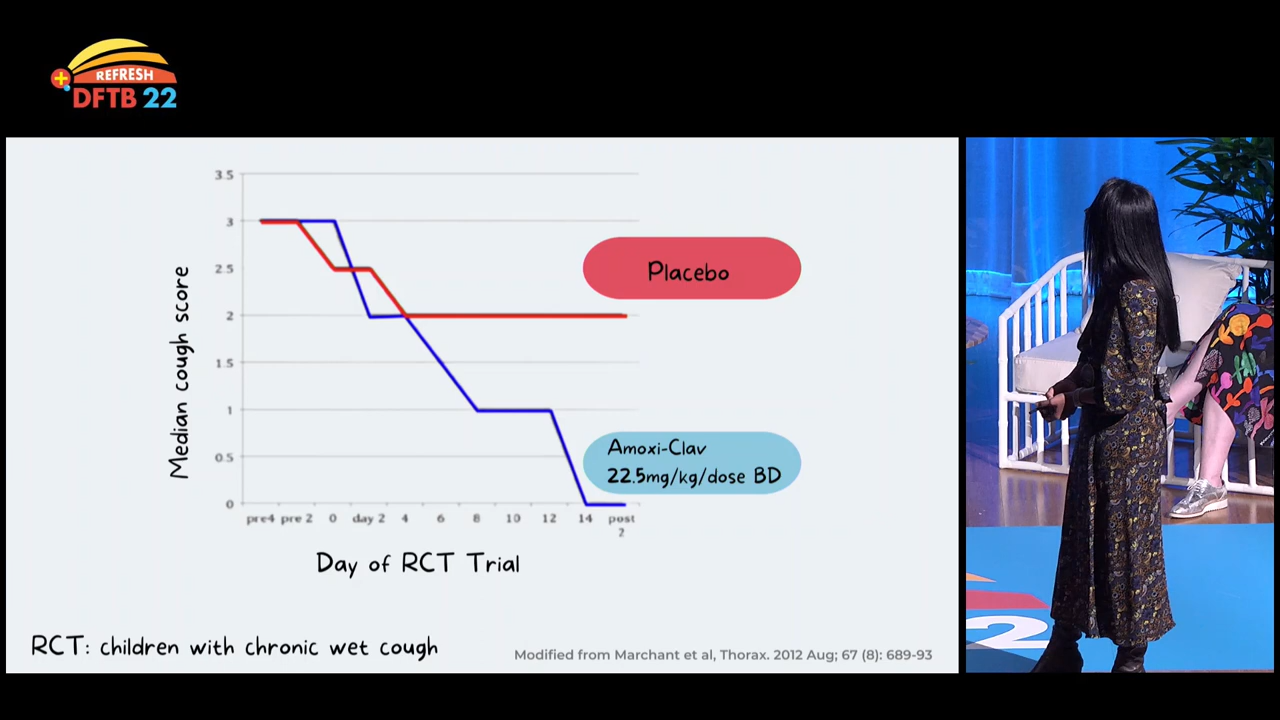 REFRESH
DFTB 22
3.5
3
2.5
2
1.5
1
0.5
0
Median cough score
pre4 pre 2 0 day 2 4 6 8 10 12 14 post
2
Day of RCT Trial
Placebo
Amoxi-Clav
22.5mg/kg/dose BD
RCT: children with chronic wet cough
Modified from Marchant et al, Thorax. 2012 Aug; 67 (8): 689-93
2